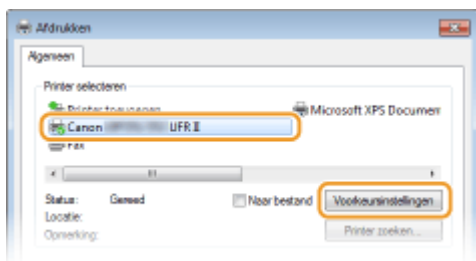 Afdrukken
Algemeen
Printer selecteren
Printer toevoegen
Microsoft XPS Documen
Canon UFR II
Fax
Status: Gereed
Naar bestand
Voorkeursinstellingen
Locatie:
Opmerking:
Printer zoeken...